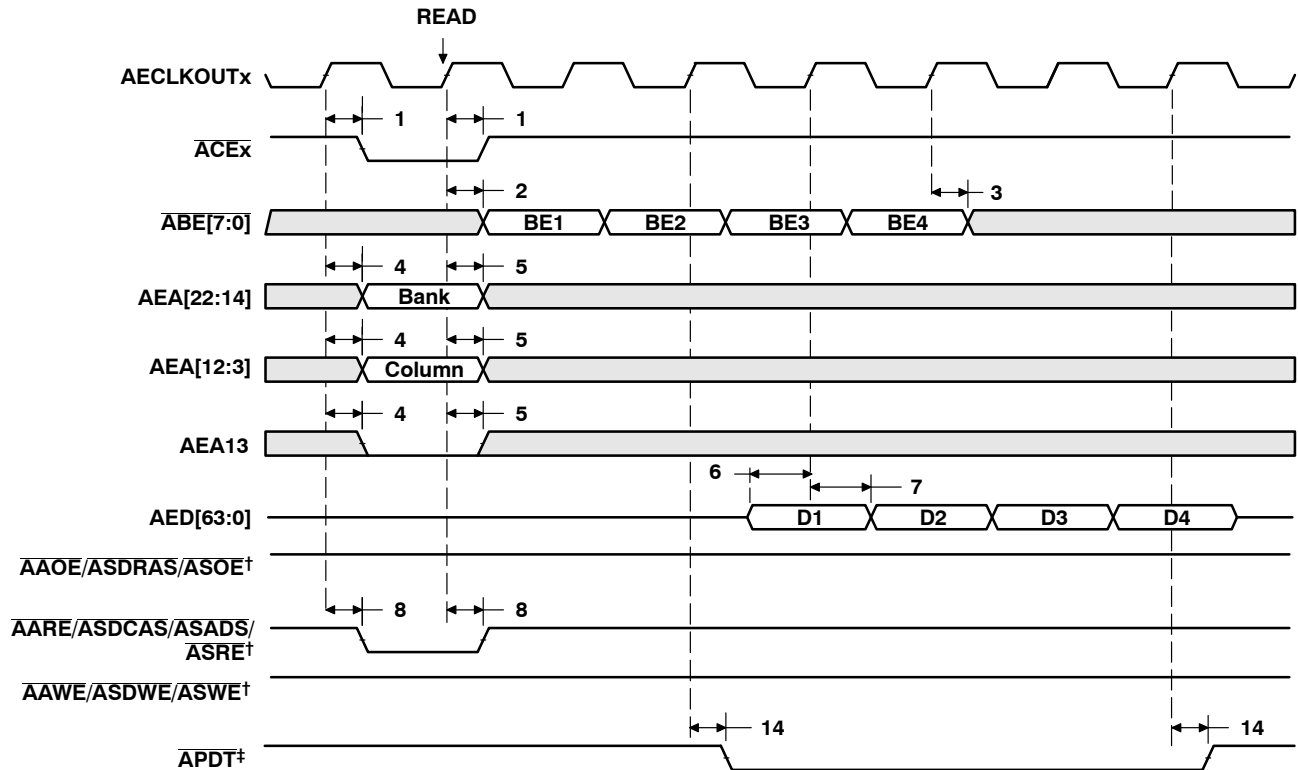 READ
AECLKOUTx
1 1
ACEx
2 3
ABE[7:0] BE1 BE2 BE3 BE4
4 5
AEA[22:14] Bank
4 5
AEA[12:3] Column
4 5
AEA13
6 7
AED[63:0] D1 D2 D3 D4
AAOE/ASDRAS/ASOE†
8 8
AARE/ASDCAS/ASADS/
ASRE†
AAWE/ASDWE/ASWE†
14 14
APDT‡